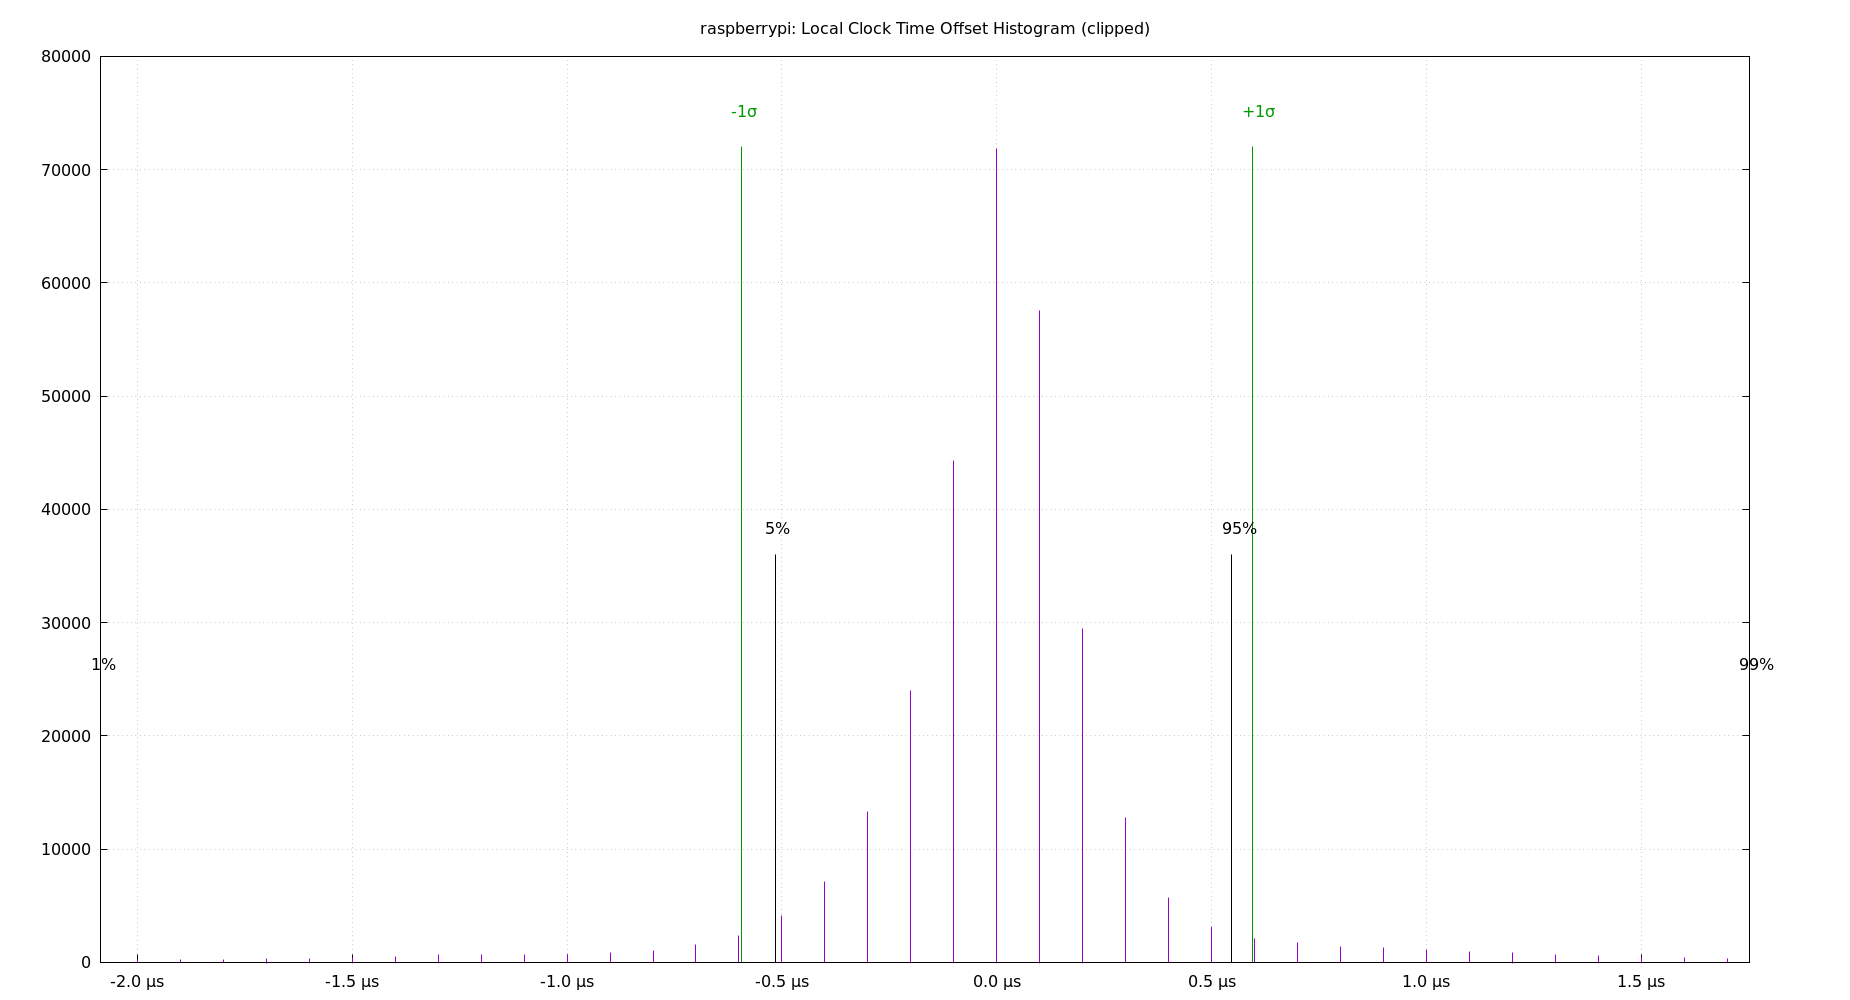 raspberrypi: Local Clock Time Offset Histogram (clipped)
80000
-1σ
+1σ
70000
60000
50000
40000
5%
95%
30000
1%
99%
20000
10000
0
-2.0 μs
-1.5 μs
-1.0 μs
-0.5 μs
0.0 μs
0.5 μs
1.0 μs
1.5 μs